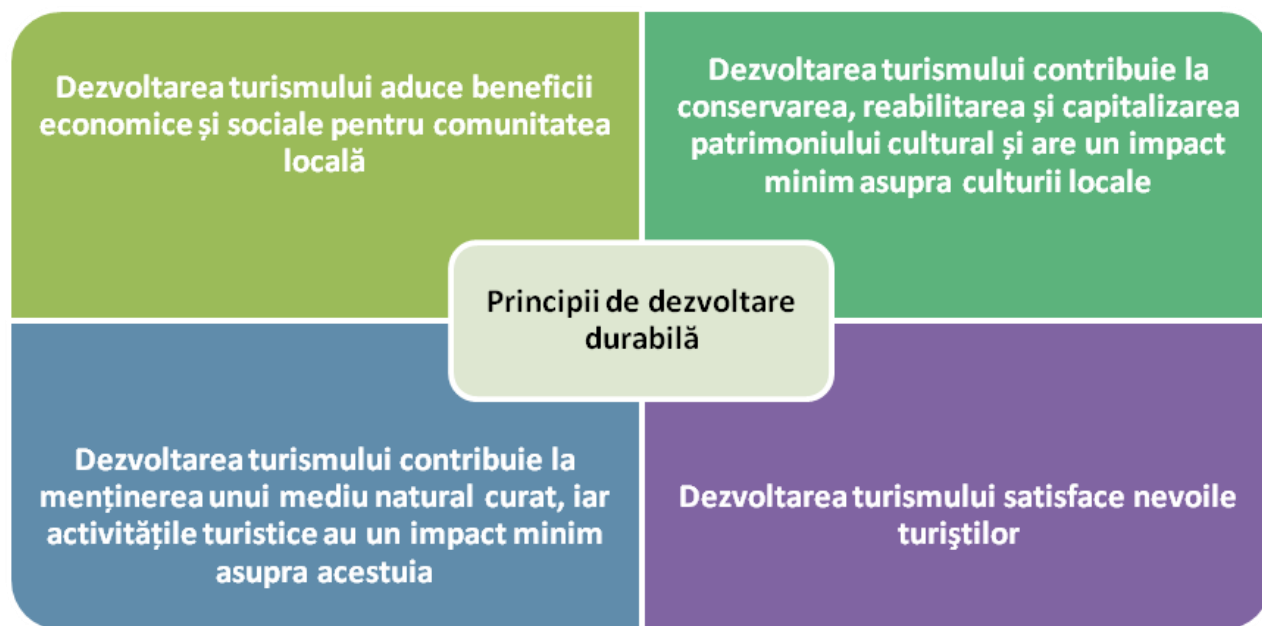 Dezvoltarea turismului aduce beneficii
economice și sociale pentru comunitatea
locală
Dezvoltarea turismului contribuie la
conservarea, reabilitarea și capitalizarea
patrimoniului cultural și are un impact
minim asupra culturii locale
Principii de dezvoltare
durabilă
Dezvoltarea turismului contribuie la
menținerea unui mediu natural curat, iar
activitățile turistice au un impact minim
asupra acestuia
Dezvoltarea turismului satisface nevoile
turiştilor